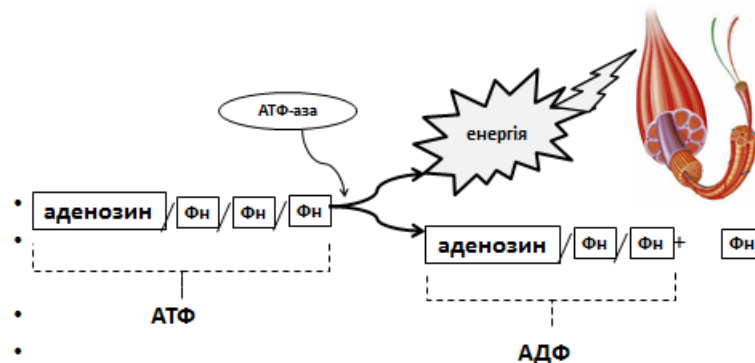 АТФ-аза
енергія
аденозин / Фн / Фн / Фн
аденозин / Фн / Фн + Фн
АТФ
АДФ